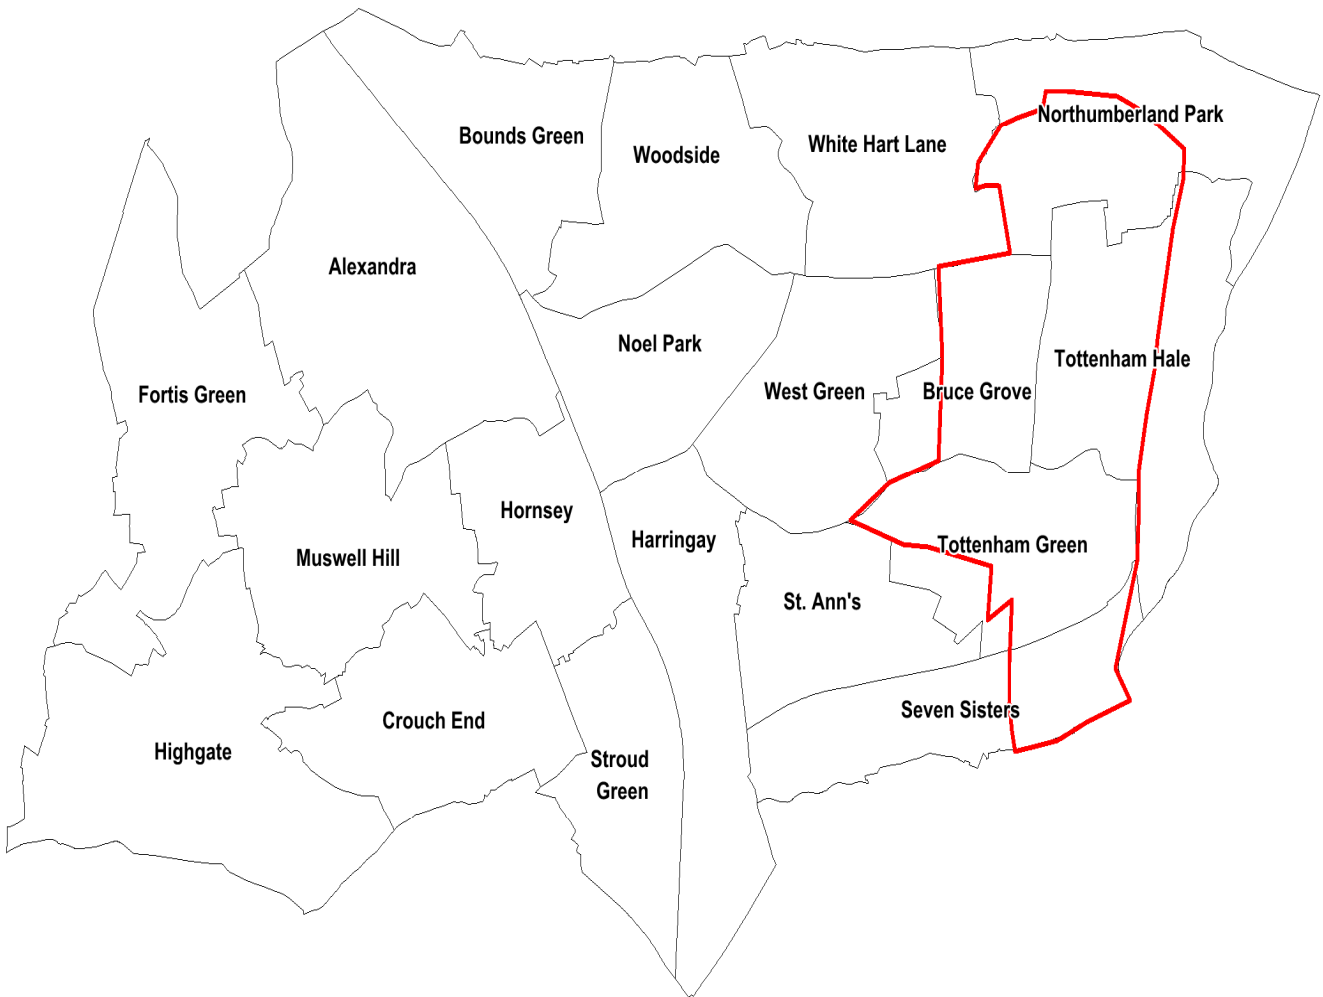 Northumberland Park
Bounds Green
White Hart Lane
Woodside
Alexandra
Noel Park
Tottenham Hale
Fortis Green
West Green
Bruce Grove
Hornsey
Harringay
Tottenham Green
Muswell Hill
St. Ann's
Seven Sisters
Crouch End
Highgate
Stroud
Green